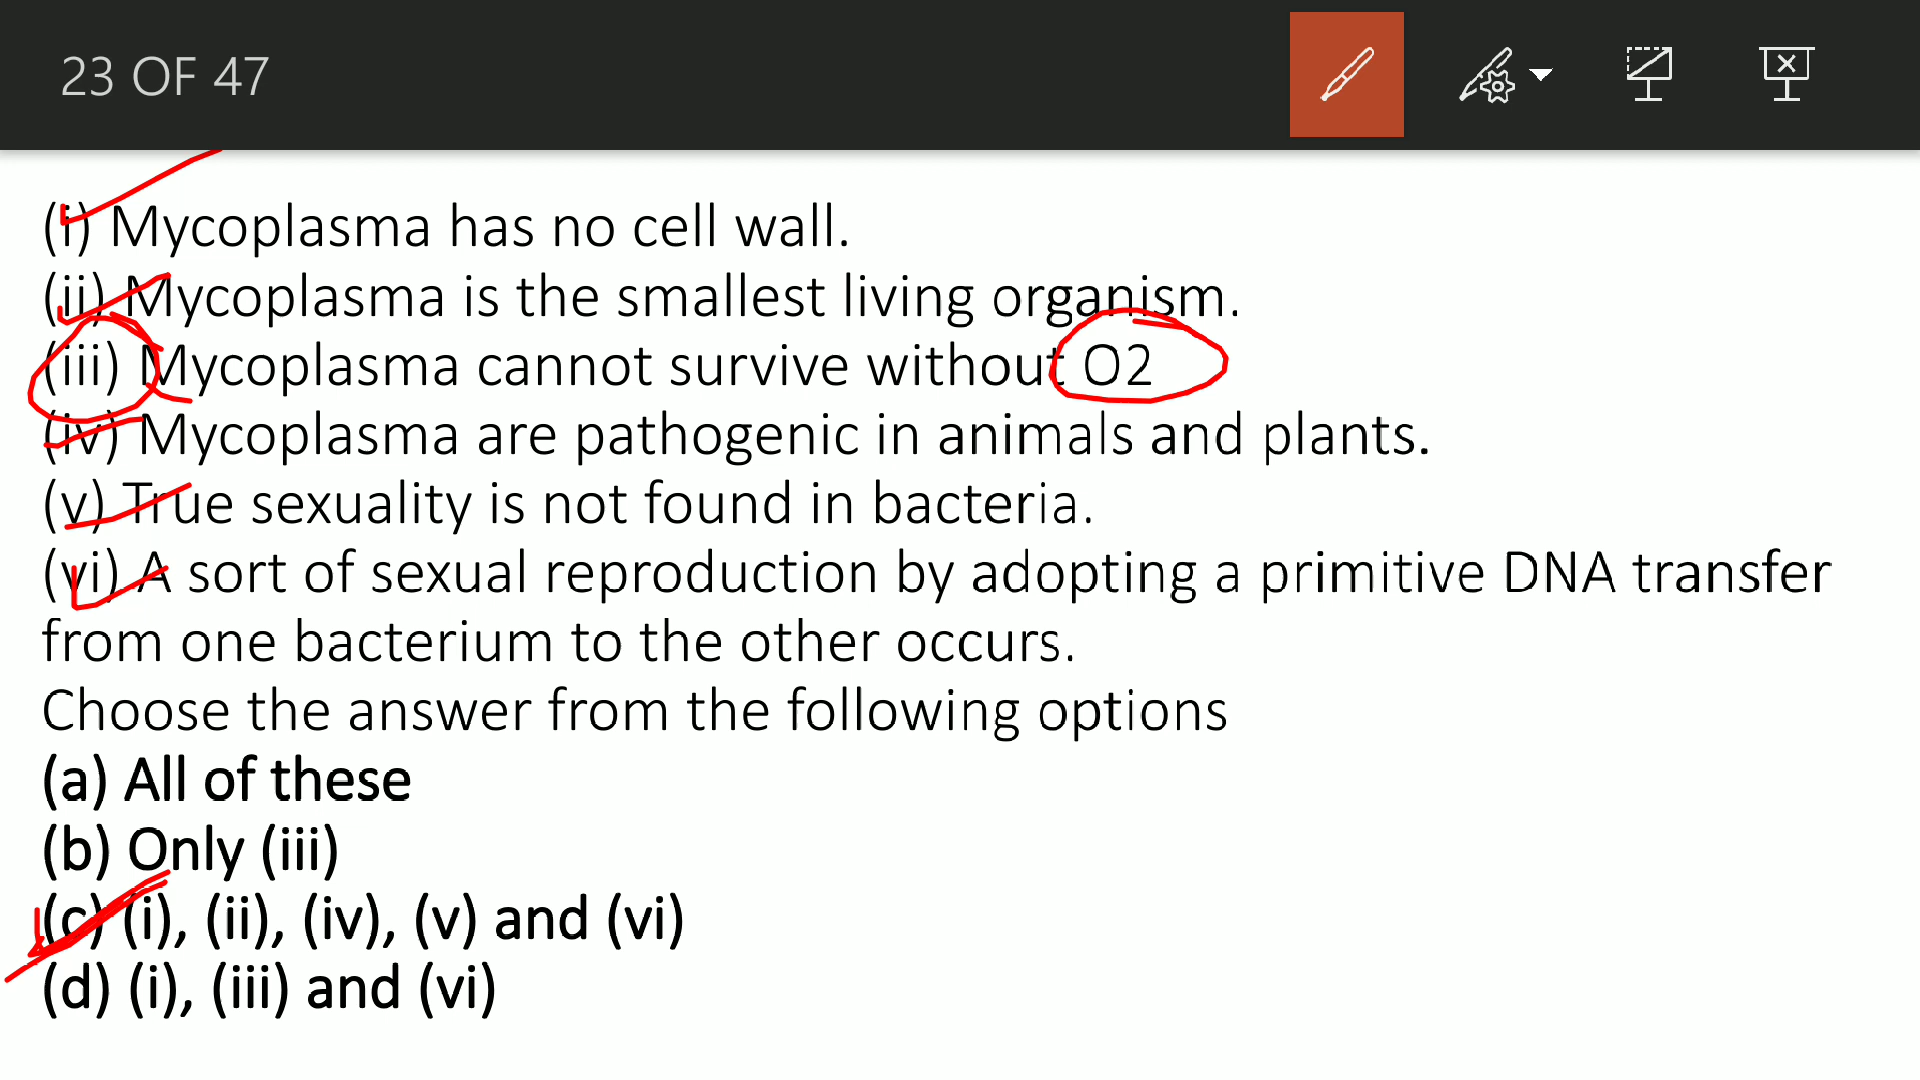 23 OF 47
(i) Mycoplasma has no cell wall.
(ii) Mycoplasma is the smallest living organism.
(iii) Mycoplasma cannot survive without O2
(iv) Mycoplasma are pathogenic in animals and plants.
(v) True sexuality is not found in bacteria.
(vi) A sort of sexual reproduction by adopting a primitive DNA transfer
from one bacterium to the other occurs.
Choose the answer from the following options
(a) All of these
(b) Only (iii)
(c) (i), (ii), (iv), (v) and (vi)
(d) (i), (iii) and (vi)